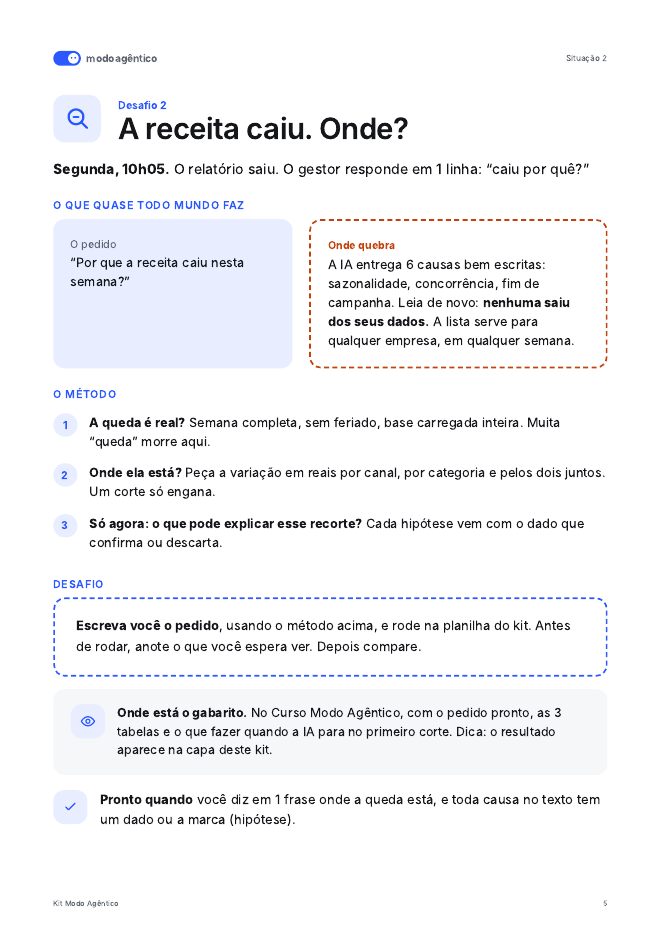 modoagêntico
Situação 2
Desafio 2
A receita caiu. Onde?
Segunda, 10h05. O relatório saiu. O gestor responde em 1 linha: “caiu por quê?”
O QUE QUASE TODO MUNDO FAZ
O pedido
“Por que a receita caiu nesta
semana?”
Onde quebra
A IA entrega 6 causas bem escritas:
sazonalidade, concorrência, fim de
campanha. Leia de novo: nenhuma saiu
dos seus dados. A lista serve para
qualquer empresa, em qualquer semana.
O MÉTODO
1
A queda é real? Semana completa, sem feriado, base carregada inteira. Muita
“queda” morre aqui.
2
Onde ela está? Peça a variação em reais por canal, por categoria e pelos dois juntos.
Um corte só engana.
3
Só agora: o que pode explicar esse recorte? Cada hipótese vem com o dado que
confirma ou descarta.
DESAFIO
Escreva você o pedido, usando o método acima, e rode na planilha do kit. Antes
de rodar, anote o que você espera ver. Depois compare.
Onde está o gabarito. No Curso Modo Agêntico, com o pedido pronto, as 3
tabelas e o que fazer quando a IA para no primeiro corte. Dica: o resultado
aparece na capa deste kit.
Pronto quando você diz em 1 frase onde a queda está, e toda causa no texto tem
um dado ou a marca (hipótese).
Kit Modo Agêntico
5